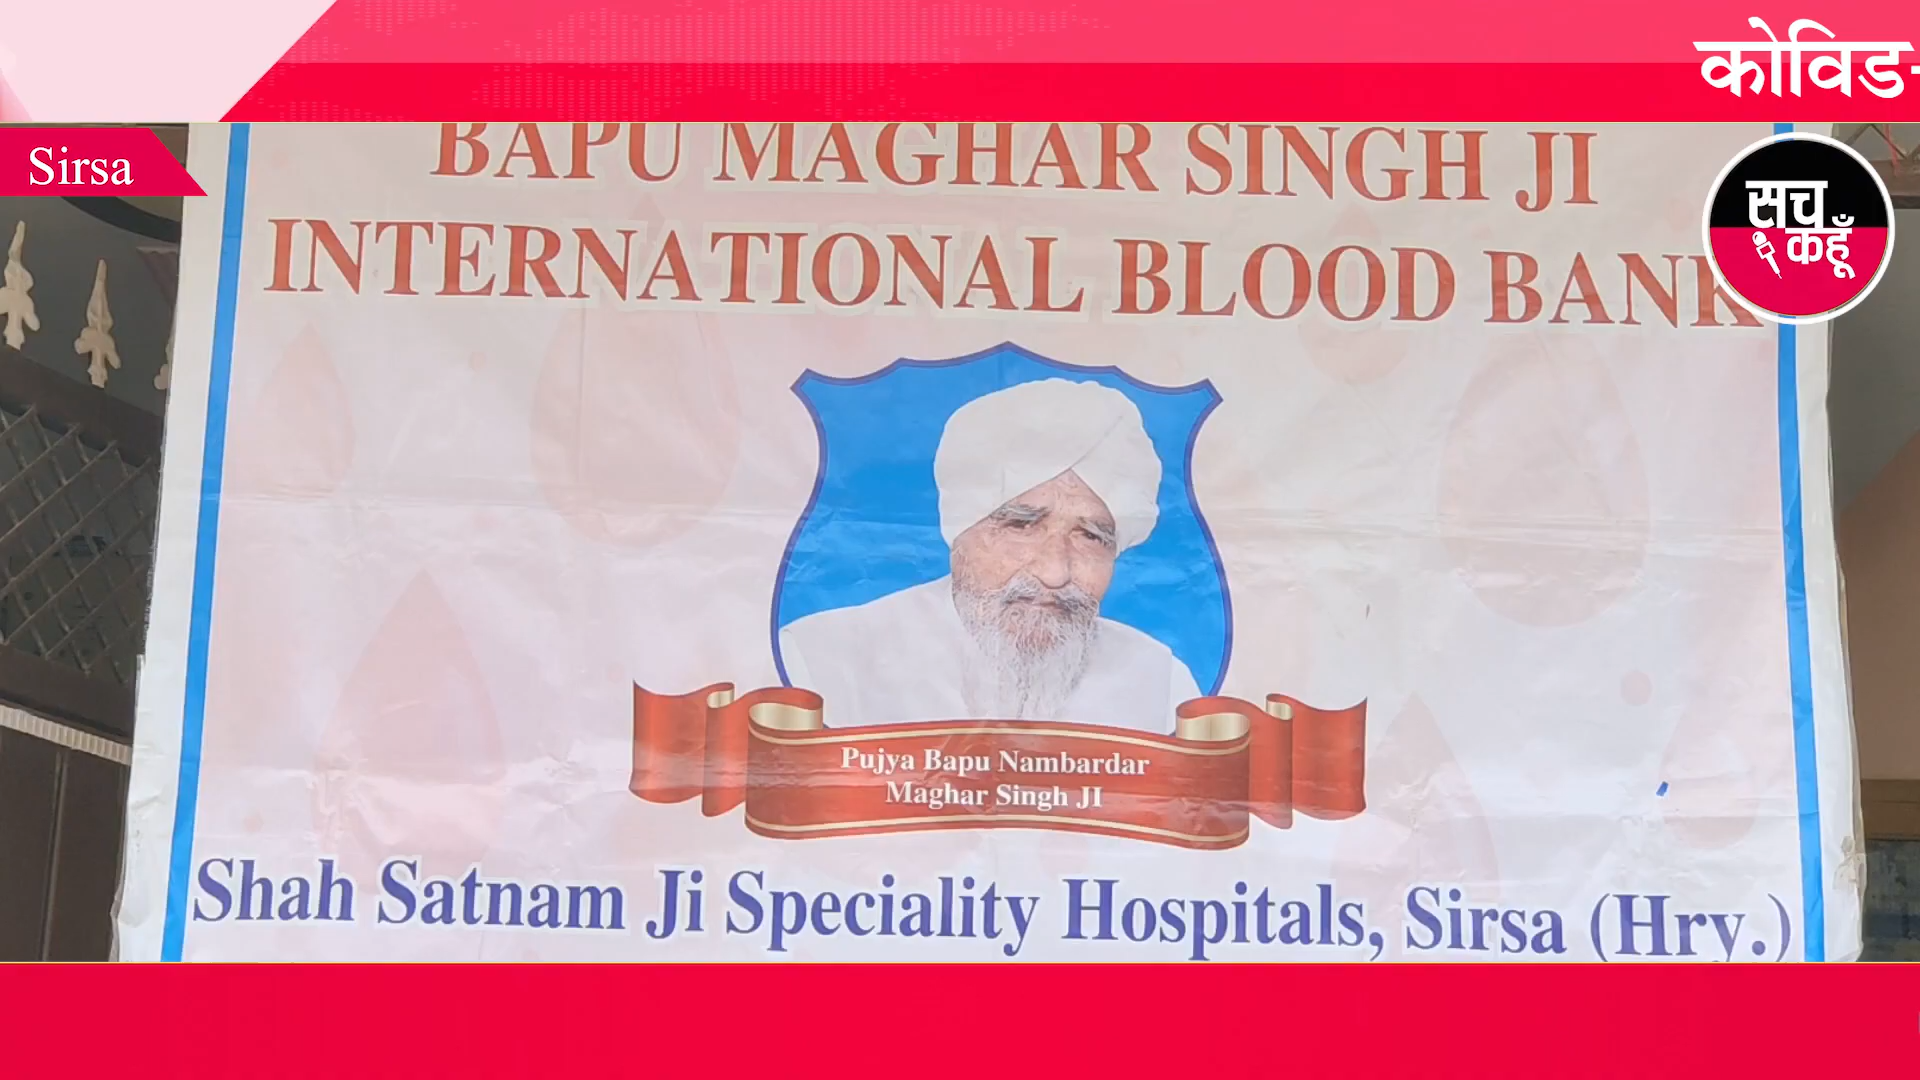 कोविड-
Sirsa
सच
कहूँ
BAPU MAGHAR SINGH JI
INTERNATIONAL BLOOD BANK
Pujya Bapu Nambardar
Maghar Singh JI
Shah Satnam Ji Speciality Hospitals, Sirsa (Hry.)